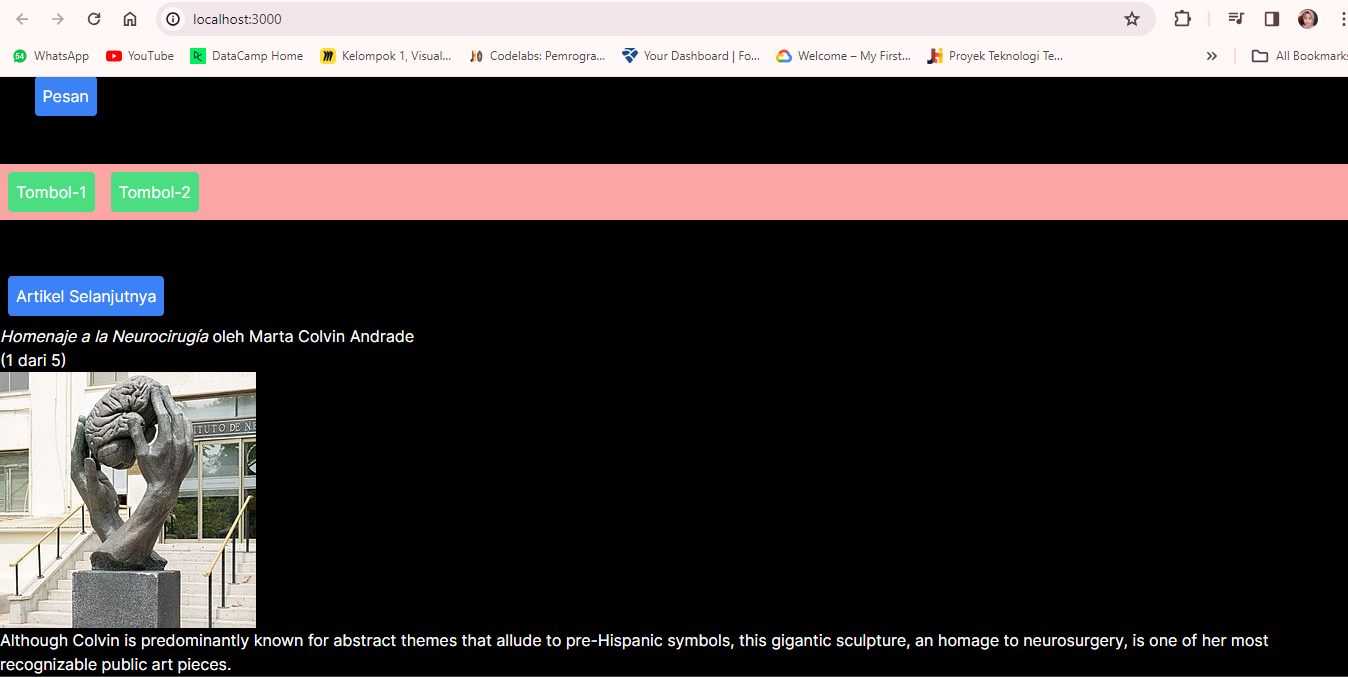 localhost:3000
54 WhatsApp YouTube DataCamp Home Kelompok 1, Visual... Codelabs: Pemrogra... Your Dashboard | Fo... Welcome – My First... Proyek Teknologi Te... » All Bookmarks
Pesan
Tombol-1 Tombol-2
Artikel Selanjutnya
Homenaje a la Neurocirugía oleh Marta Colvin Andrade
(1 dari 5)
ITUTO DE NE
Although Colvin is predominantly known for abstract themes that allude to pre-Hispanic symbols, this gigantic sculpture, an homage to neurosurgery, is one of her most
recognizable public art pieces.